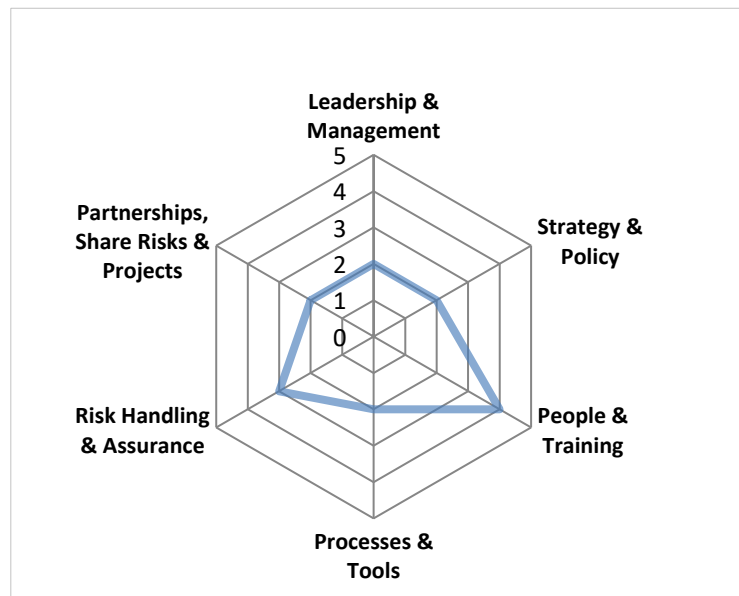 Leadership &
Management
5
4
3
2
1
0
Partnerships,
Share Risks &
Projects
Strategy &
Policy
Risk Handling
& Assurance
People &
Training
Processes &
Tools